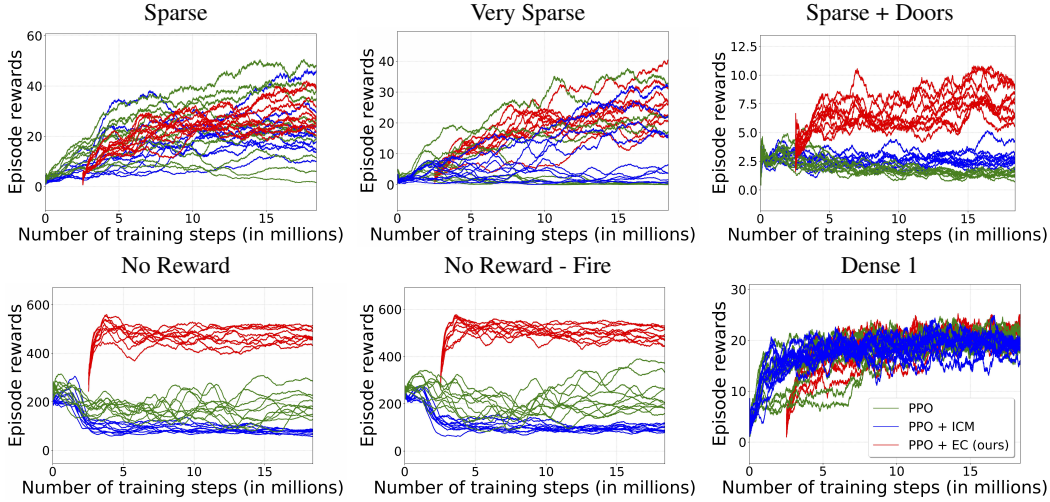 Sparse
Very Sparse
Sparse + Doors
60
40
20
0
Episode rewards
0
5
10
15
Number of training steps (in millions)
40
30
20
10
0
Episode rewards
0
5
10
15
Number of training steps (in millions)
12.5
10.0
7.5
5.0
2.5
0.0
Episode rewards
0
5
10
15
Number of training steps (in millions)
No Reward
No Reward - Fire
Dense 1
600
400
200
0
Episode rewards
0
5
10
15
Number of training steps (in millions)
600
400
200
0
Episode rewards
0
5
10
15
Number of training steps (in millions)
30
20
10
0
Episode rewards
0
5
10
15
Number of training steps (in millions)
PPO
PPO + ICM
PPO + EC (ours)